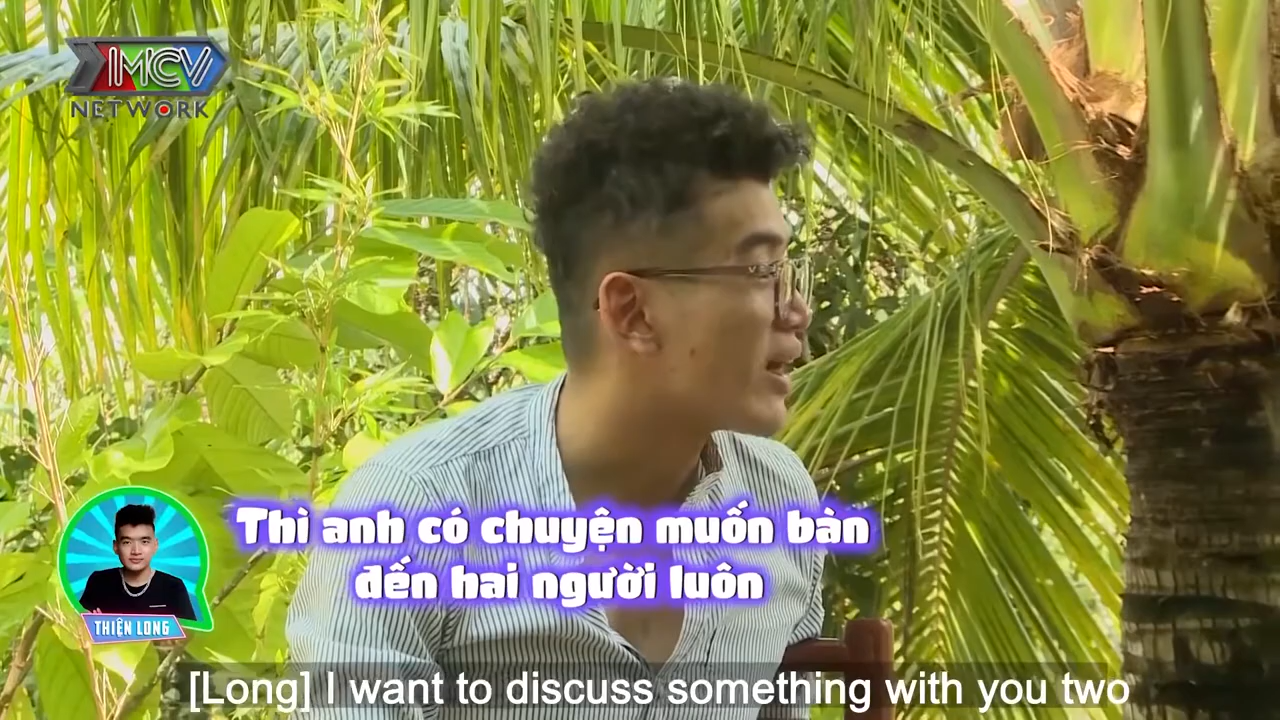 MCV
NETWORK
Thì anh có chuyện muốn bàn
đến hai người luôn
THIỆN LONG
[Long] I want to discuss something with you two